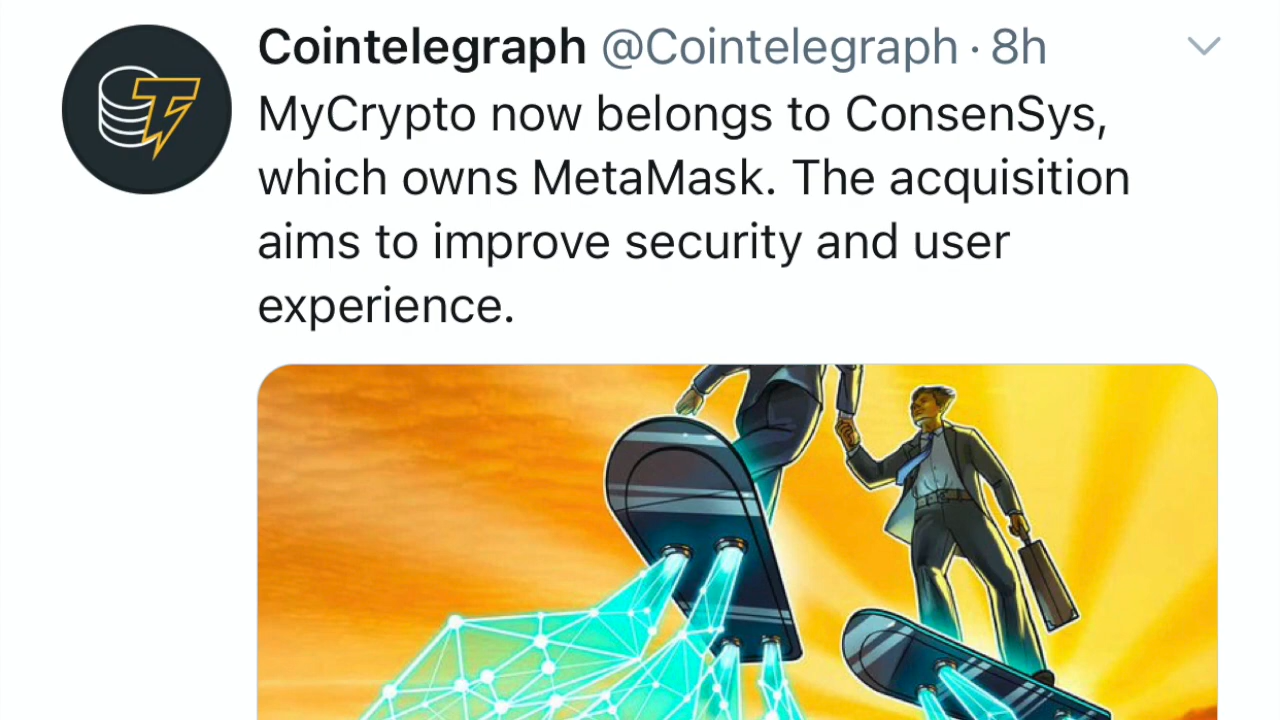 Cointelegraph @Cointelegraph · 8h
MyCrypto now belongs to ConsenSys,
which owns MetaMask. The acquisition
aims to improve security and user
experience.